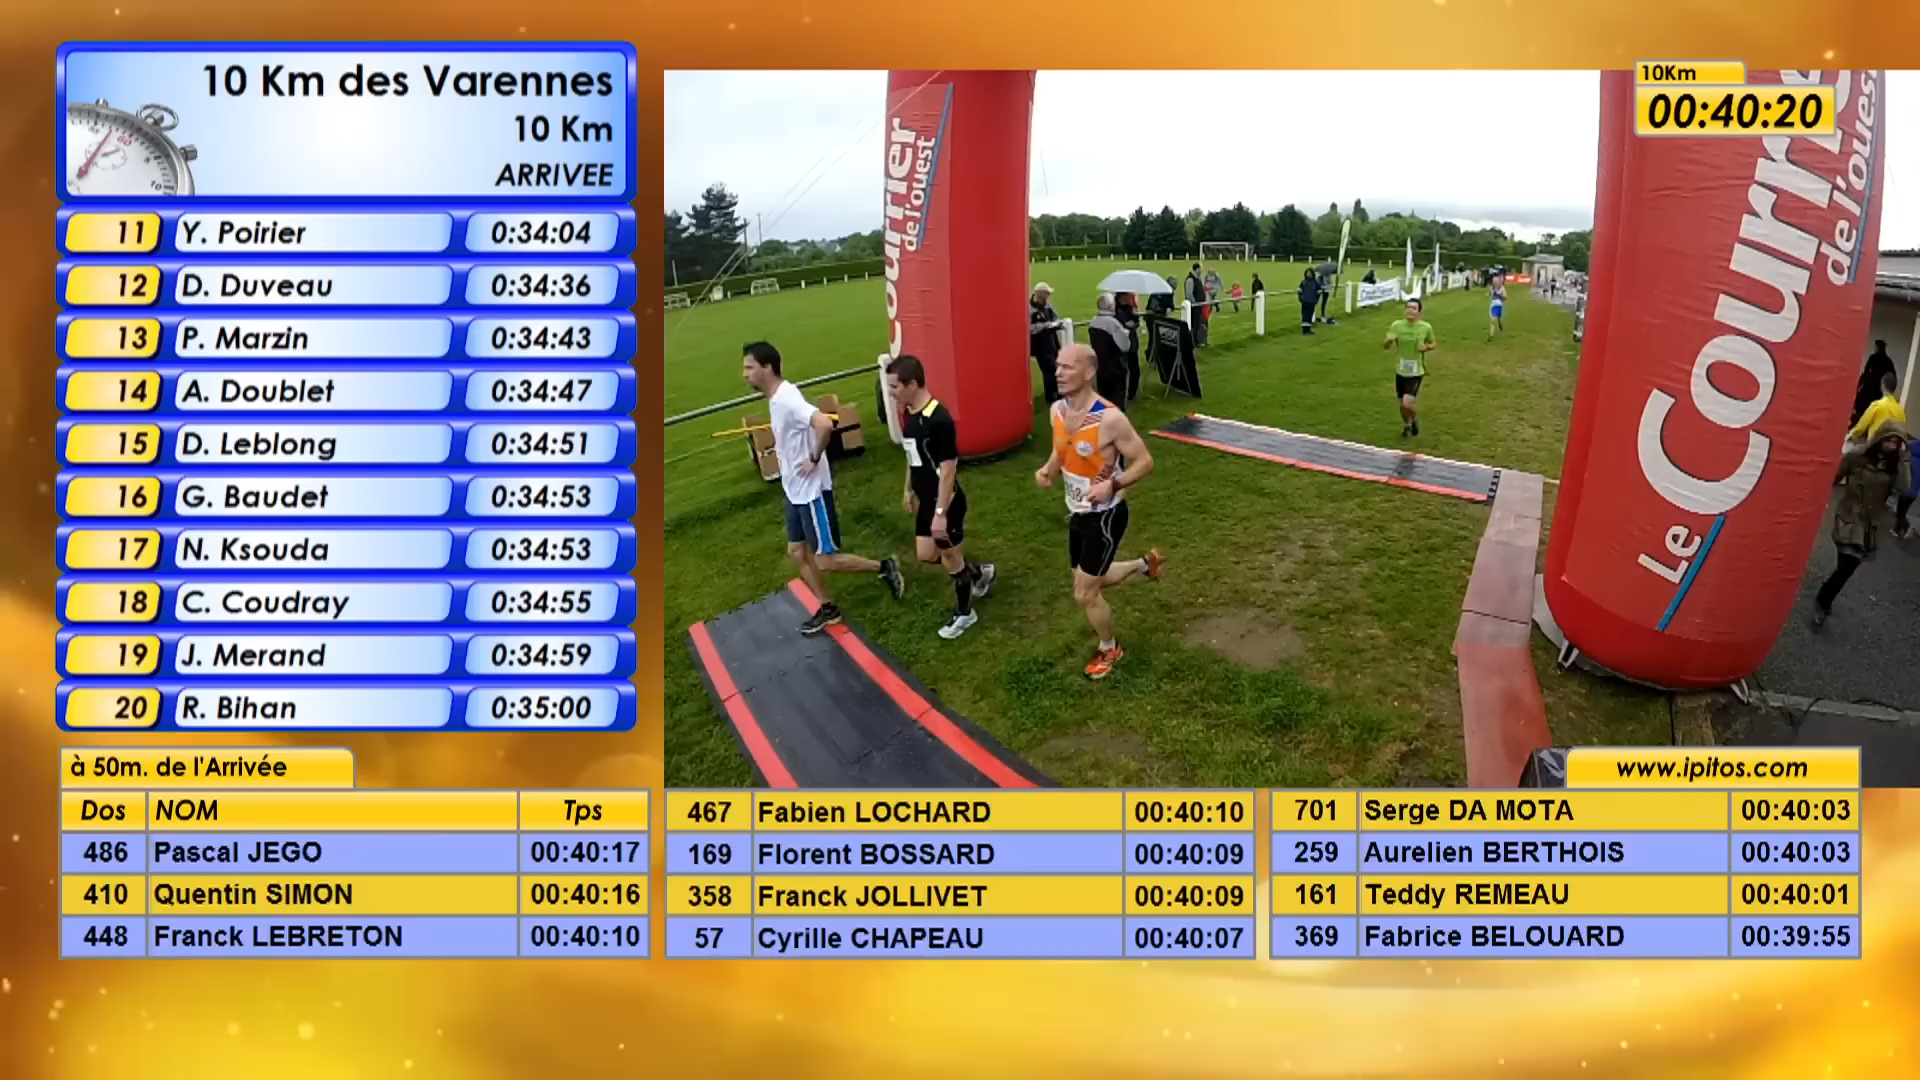 10 Km des Varennes
10 Km
ARRIVEE
11 Y. Poirier 0:34:04
12 D. Duveau 0:34:36
13 P. Marzin 0:34:43
14 A. Doublet 0:34:47
15 D. Leblong 0:34:51
16 G. Baudet 0:34:53
17 N. Ksouda 0:34:53
18 C. Coudray 0:34:55
19 J. Merand 0:34:59
20 R. Bihan 0:35:00
10Km
00:40:20
Courrier
de l'ouest
Le Courrier
de l'ouest
www.ipitos.com
à 50m. de l'Arrivée
Dos NOM Tps
486 Pascal JEGO 00:40:17
410 Quentin SIMON 00:40:16
448 Franck LEBRETON 00:40:10
467 Fabien LOCHARD 00:40:10
169 Florent BOSSARD 00:40:09
358 Franck JOLLIVET 00:40:09
57 Cyrille CHAPEAU 00:40:07
701 Serge DA MOTA 00:40:03
259 Aurelien BERTHOIS 00:40:03
161 Teddy REMEAU 00:40:01
369 Fabrice BELOUARD 00:39:55